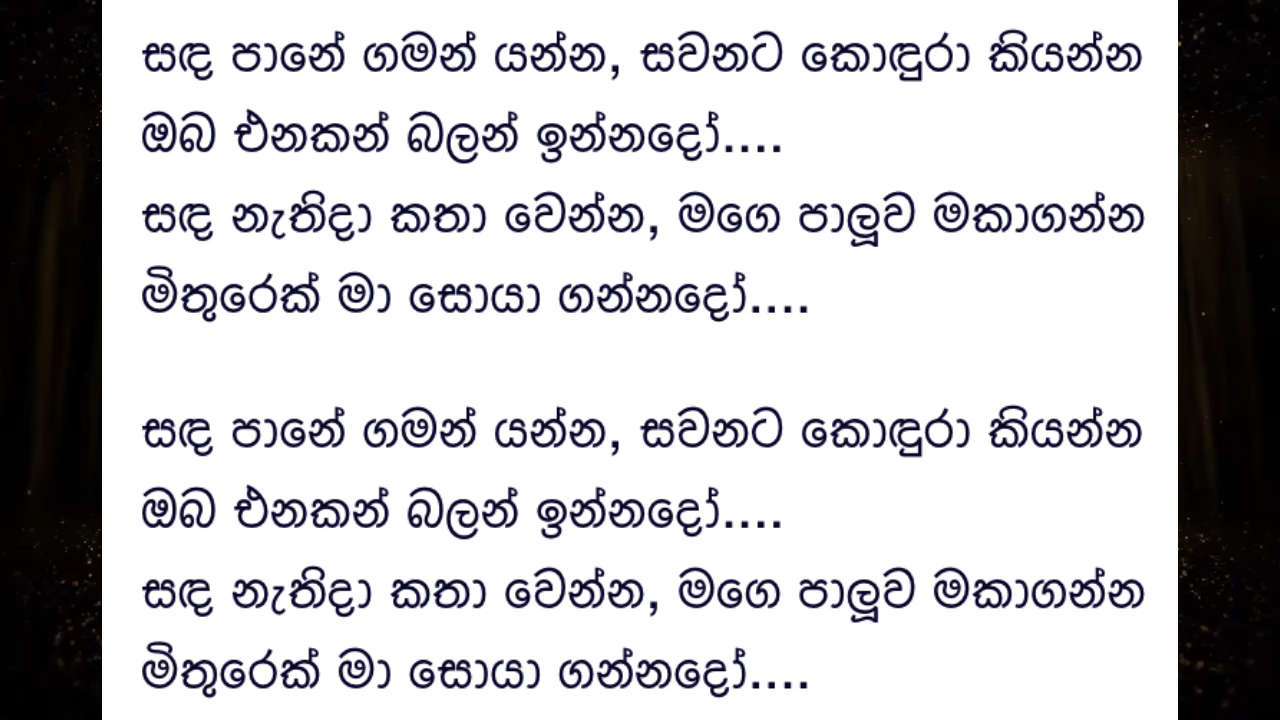 සඳ පානේ ගමන් යන්න, සවනට කොඳුරා කියන්න
ඔබ එනකන් බලන් ඉන්නදෝ....
සඳ නැතිදා කතා වෙන්න, මගෙ පාලූව මකාගන්න
මිතුරෙක් මා සොයා ගන්නදෝ....
සඳ පානේ ගමන් යන්න, සවනට කොඳුරා කියන්න
ඔබ එනකන් බලන් ඉන්නදෝ....
සඳ නැතිදා කතා වෙන්න, මගෙ පාලූව මකාගන්න
මිතුරෙක් මා සොයා ගන්නදෝ....